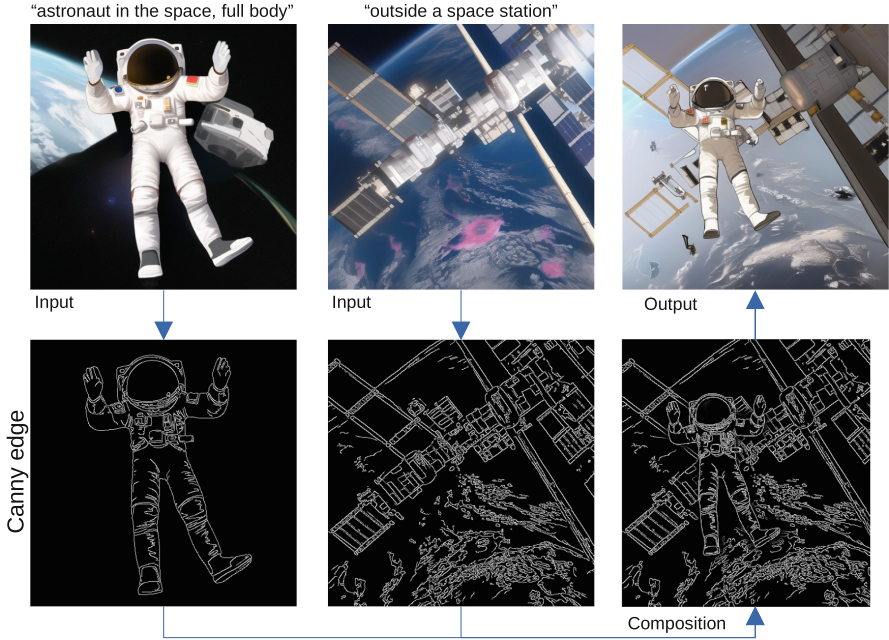 “astronaut in the space, full body”
“outside a space station”
Input
Input
Output
Canny edge
Composition